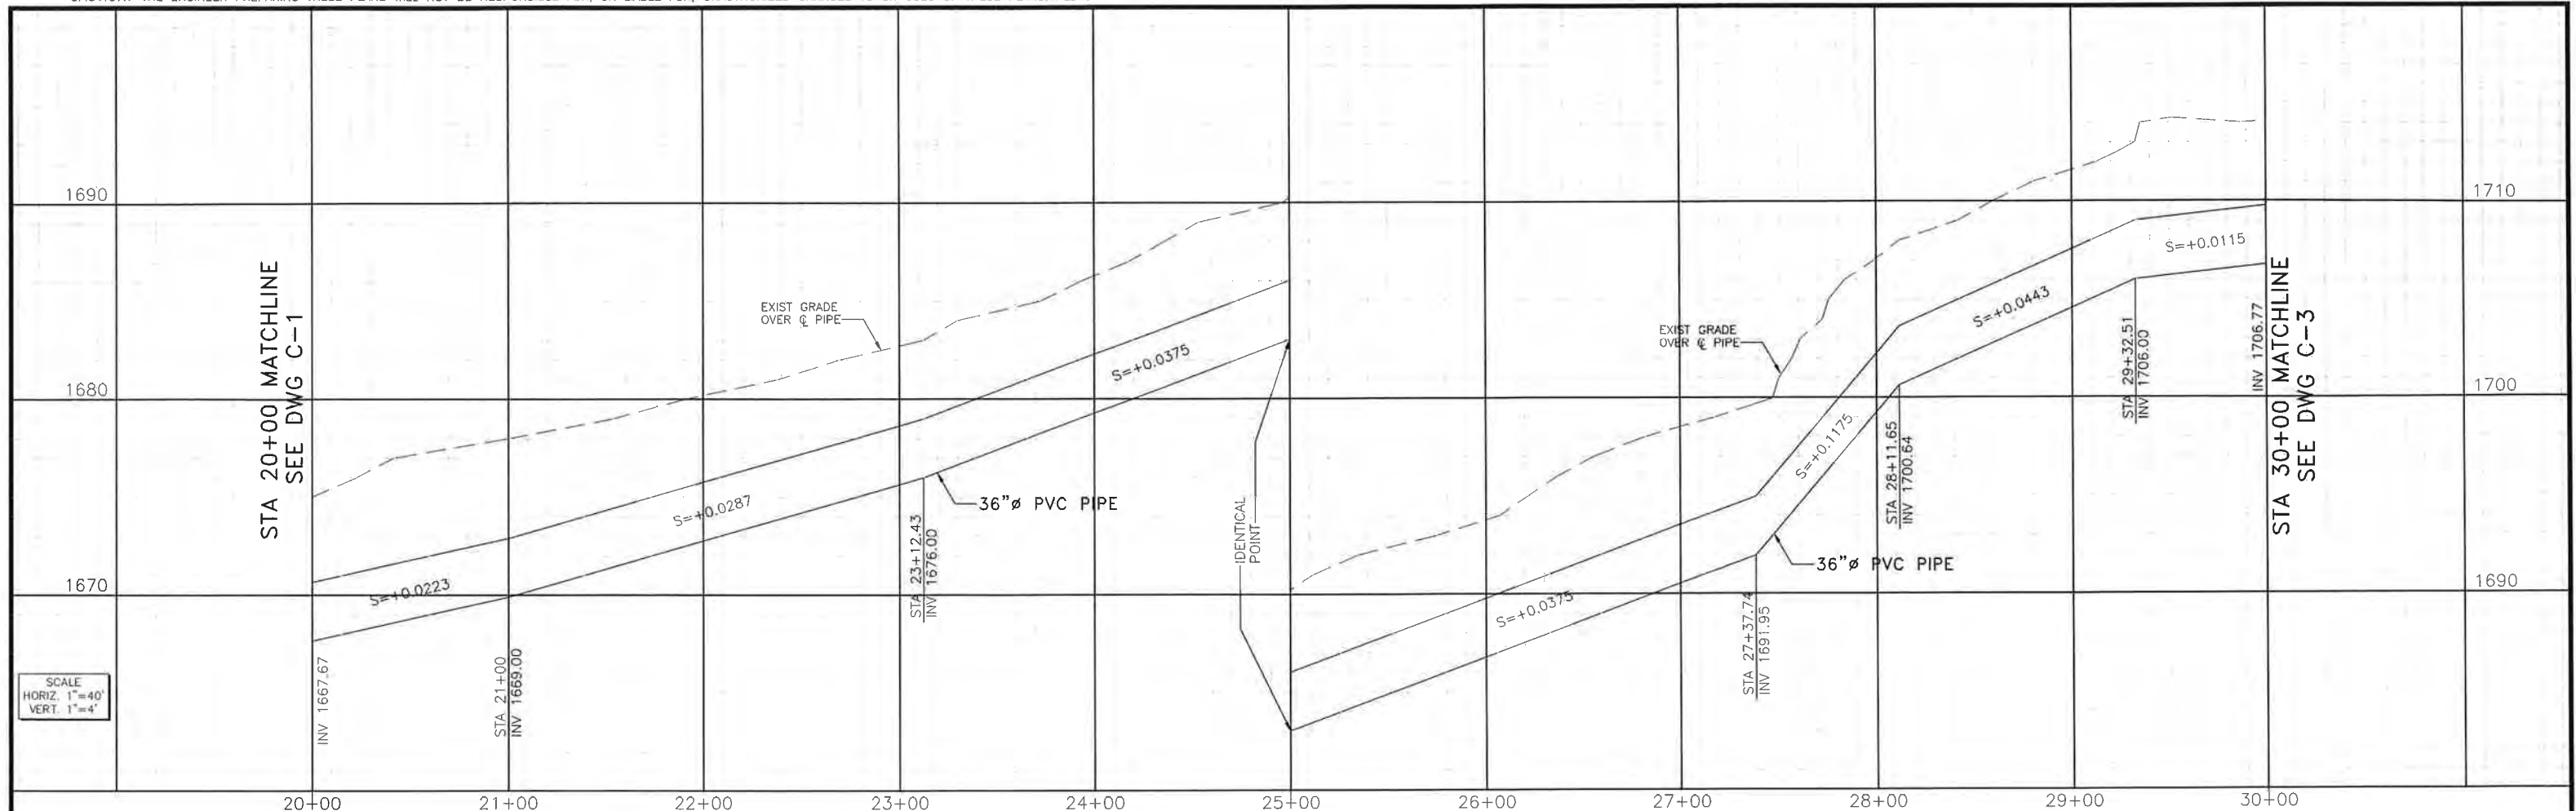 1690
1680
1670
STA 20+00 MATCHLINE
SEE DWG C-1
SCALE
HORIZ. 1"=40'
VERT. 1"=4'
INV 1667.67
S=+0.0223
STA 21+00
INV 1669.00
S=+0.0287
EXIST GRADE
OVER ℄ PIPE
STA 23+12.43
INV 1676.00
36"ø PVC PIPE
S=+0.0375
IDENTICAL
POINT
S=+0.0375
EXIST GRADE
OVER ℄ PIPE
STA 27+37.74
INV 1691.95
36"ø PVC PIPE
S=+0.1175
STA 28+11.65
INV 1700.64
S=+0.0443
STA 29+32.51
INV 1706.00
S=+0.0115
INV 1706.77
STA 30+00 MATCHLINE
SEE DWG C-3
1710
1700
1690
20+00
21+00
22+00
23+00
24+00
25+00
26+00
27+00
28+00
29+00
30+00